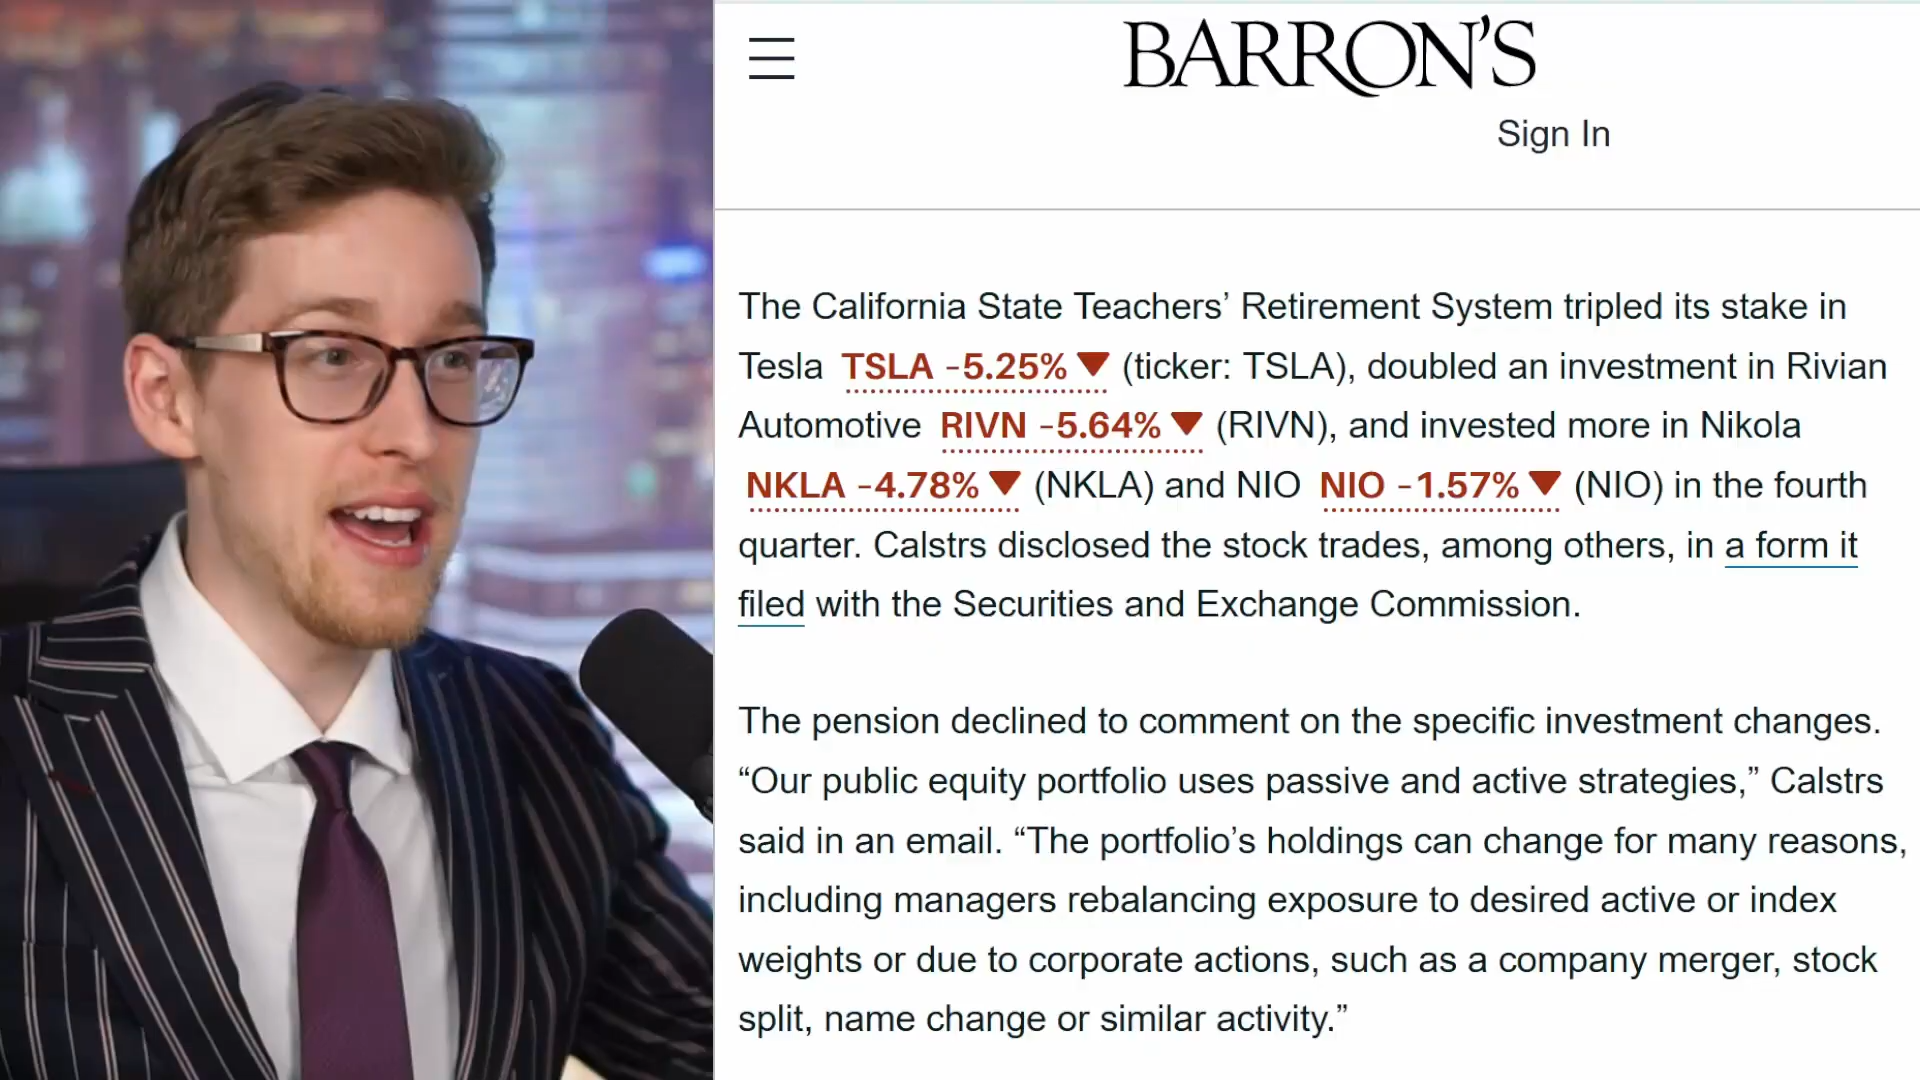 BARRON'S
Sign In
The California State Teachers’ Retirement System tripled its stake in
Tesla TSLA -5.25% ▼ (ticker: TSLA), doubled an investment in Rivian
Automotive RIVN -5.64% ▼ (RIVN), and invested more in Nikola
NKLA -4.78% ▼ (NKLA) and NIO NIO -1.57% ▼ (NIO) in the fourth
quarter. Calstrs disclosed the stock trades, among others, in a form it
filed with the Securities and Exchange Commission.
The pension declined to comment on the specific investment changes.
“Our public equity portfolio uses passive and active strategies,” Calstrs
said in an email. “The portfolio’s holdings can change for many reasons,
including managers rebalancing exposure to desired active or index
weights or due to corporate actions, such as a company merger, stock
split, name change or similar activity.”